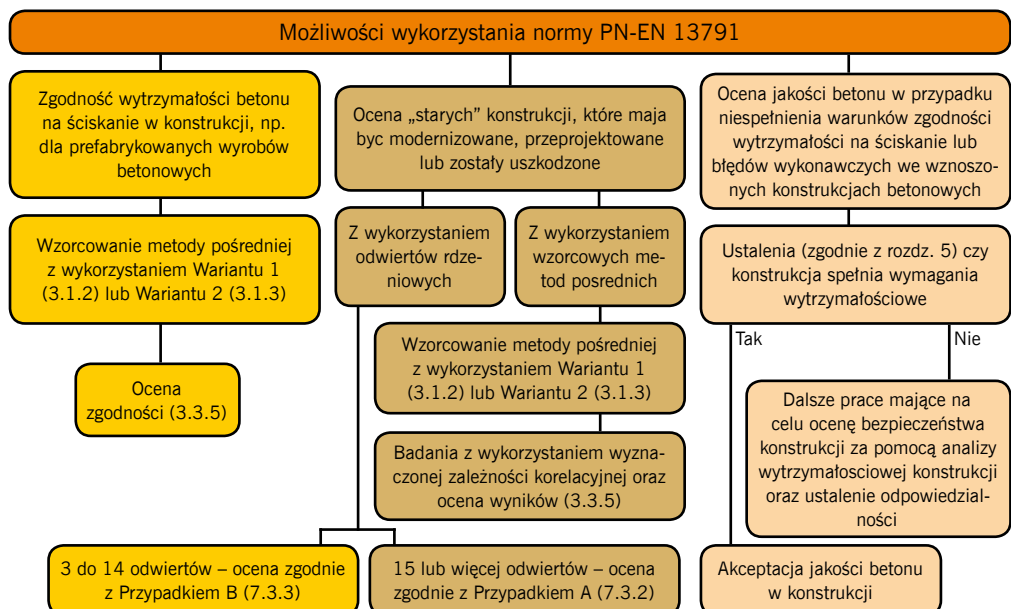 Możliwości wykorzystania normy PN-EN 13791
Zgodność wytrzymałości betonu
na ściskanie w konstrukcji, np.
dla prefabrykowanych wyrobów
betonowych
Wzorcowanie metody pośredniej
z wykorzystaniem Wariantu 1
(3.1.2) lub Wariantu 2 (3.1.3)
Ocena
zgodności (3.3.5)
Ocena „starych” konstrukcji, które maja
byc modernizowane, przeprojektowane
lub zostały uszkodzone
Z wykorzystaniem
odwiertów rdze-
niowych
Z wykorzystaniem
wzorcowych me-
tod posrednich
Wzorcowanie metody pośredniej
z wykorzystaniem Wariantu 1
(3.1.2) lub Wariantu 2 (3.1.3)
Badania z wykorzystaniem wyzna-
czonej zależności korelacyjnej oraz
ocena wyników (3.3.5)
3 do 14 odwiertów – ocena zgodnie
z Przypadkiem B (7.3.3)
15 lub więcej odwiertów – ocena
zgodnie z Przypadkiem A (7.3.2)
Ocena jakości betonu w przypadku
niespełnienia warunków zgodności
wytrzymałości na ściskanie lub
błędów wykonawczych we wznoszo-
nych konstrukcjach betonowych
Ustalenia (zgodnie z rozdz. 5) czy
konstrukcja spełnia wymagania
wytrzymałościowe
Tak
Nie
Dalsze prace mające na
celu ocenę bezpieczeństwa
konstrukcji za pomocą analizy
wytrzymałosciowej konstrukcji
oraz ustalenie odpowiedzial-
ności
Akceptacja jakości betonu
w konstrukcji